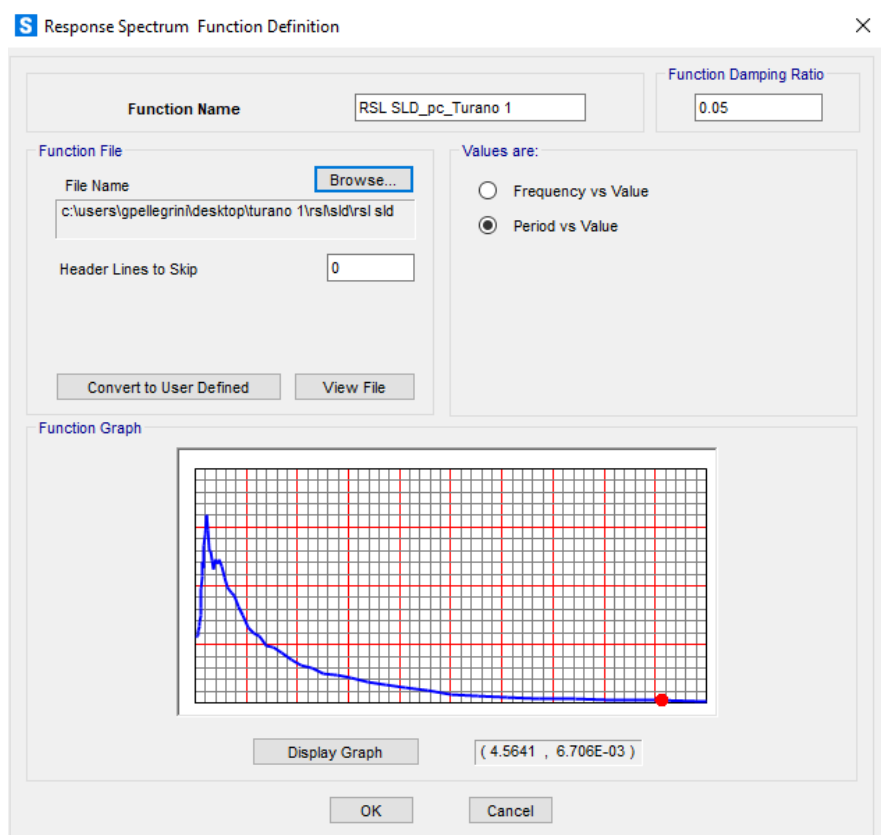 S Response Spectrum Function Definition
Function Damping Ratio
Function Name
RSL SLD_pc_Turano 1
0.05
Function File
Values are:
File Name
Browse...
c:\users\gpellegrini\desktop\turano 1\rsl\sld\rsl sld
Frequency vs Value
Period vs Value
Header Lines to Skip
0
Convert to User Defined
View File
Function Graph
Display Graph
( 4.5641 , 6.706E-03 )
OK
Cancel